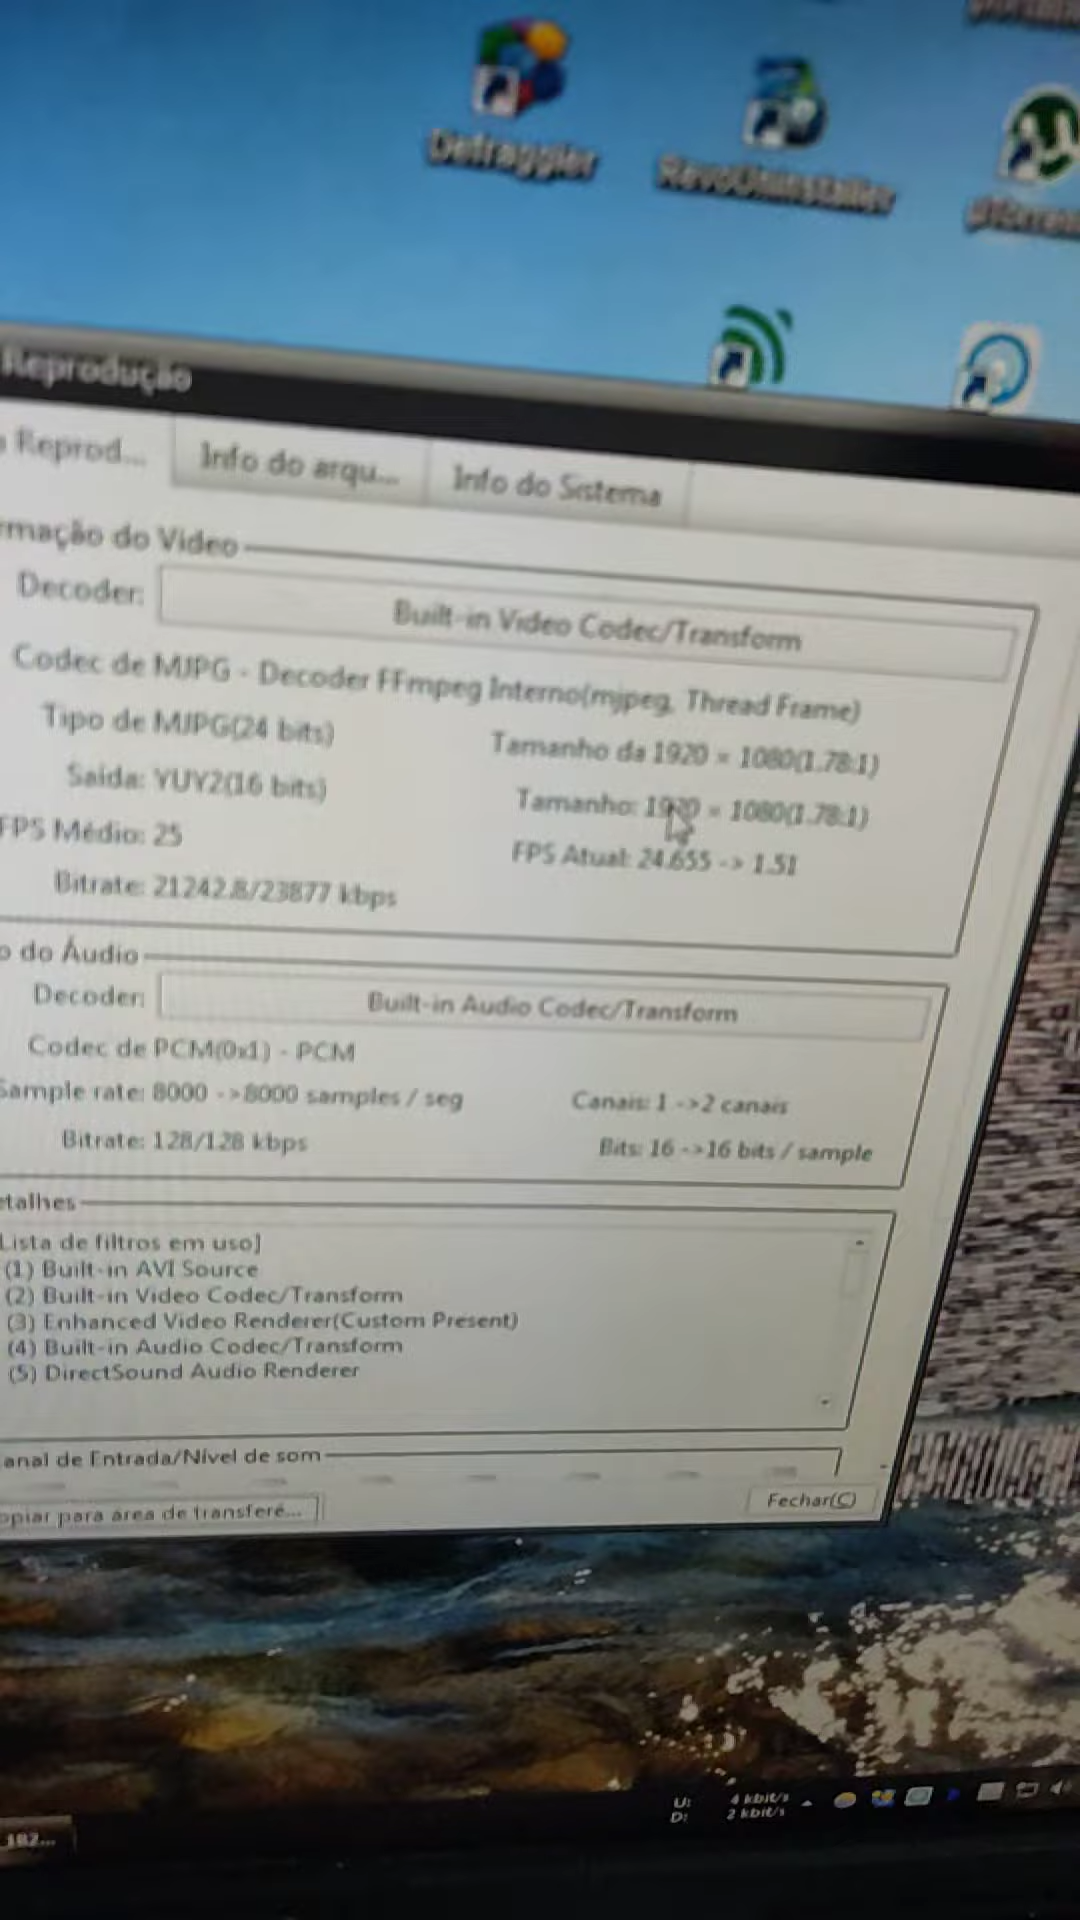 Defraggler
RevoUninstaller
µTorrent
Reprodução
Reprod...
Info do arqu...
Info do Sistema
rmação do Vídeo
Decoder:
Built-in Video Codec/Transform
Codec de MJPG - Decoder FFmpeg Interno(mjpeg, Thread Frame)
Tipo de MJPG(24 bits)
Tamanho da 1920 x 1080(1.78:1)
Saída: YUY2(16 bits)
Tamanho: 1920 x 1080(1.78:1)
FPS Médio: 25
FPS Atual: 24.655 -> 1.51
Bitrate: 21242.8/23877 kbps
o do Áudio
Decoder:
Built-in Audio Codec/Transform
Codec de PCM(0x1) - PCM
Sample rate: 8000 ->8000 samples / seg
Canais: 1 ->2 canais
Bitrate: 128/128 kbps
Bits: 16 ->16 bits / sample
etalhes
Lista de filtros em uso]
(1) Built-in AVI Source
(2) Built-in Video Codec/Transform
(3) Enhanced Video Renderer(Custom Present)
(4) Built-in Audio Codec/Transform
(5) DirectSound Audio Renderer
anal de Entrada/Nível de som
opiar para área de transferê...
Fechar(C)
U: 4 kbit/s
D: 2 kbit/s
182...